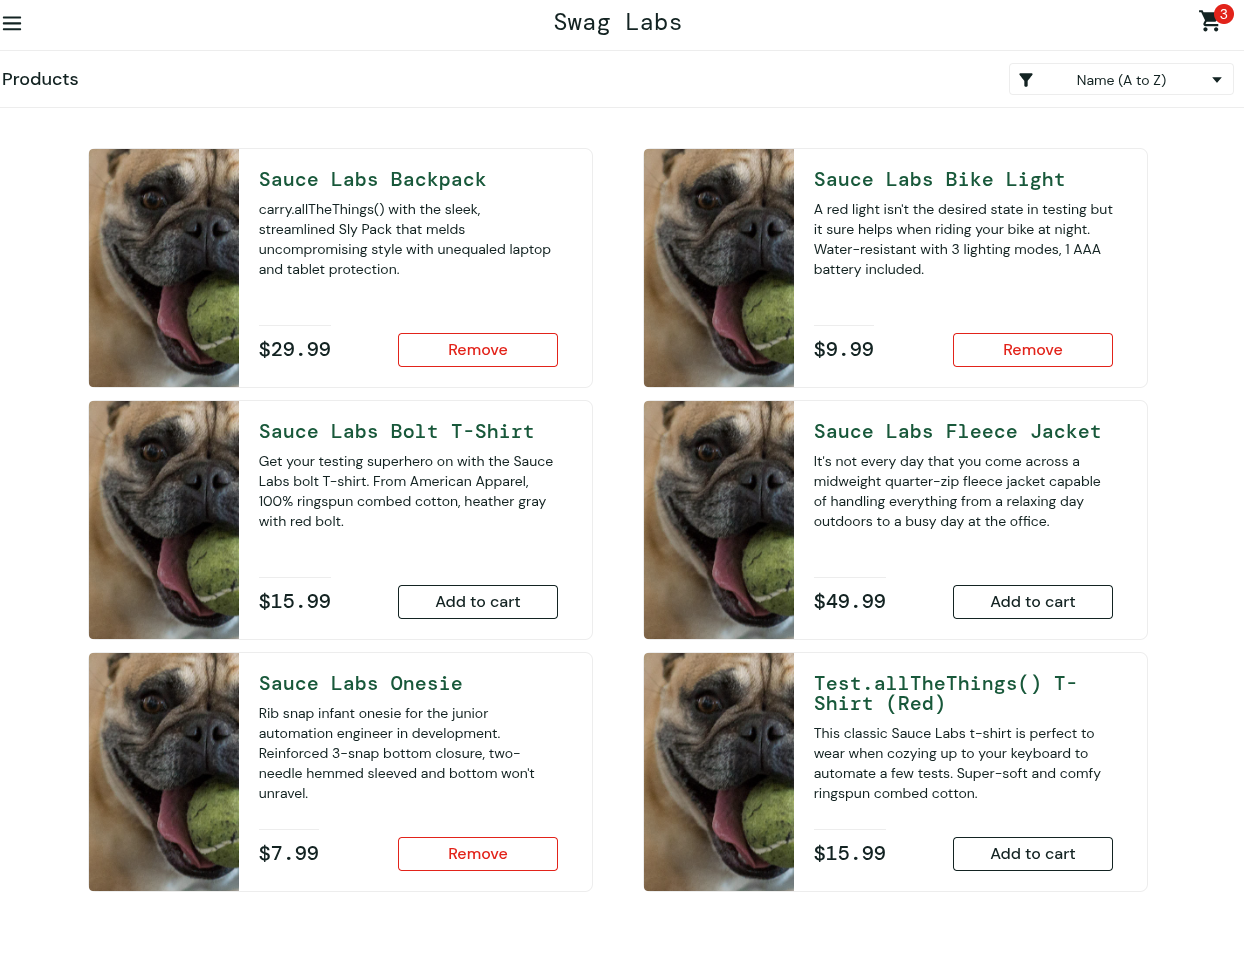 Swag Labs
3
Products
Name (A to Z)
Sauce Labs Backpack
carry.allTheThings() with the sleek,
streamlined Sly Pack that melds
uncompromising style with unequaled laptop
and tablet protection.
$29.99
Remove
Sauce Labs Bike Light
A red light isn't the desired state in testing but
it sure helps when riding your bike at night.
Water-resistant with 3 lighting modes, 1 AAA
battery included.
$9.99
Remove
Sauce Labs Bolt T-Shirt
Get your testing superhero on with the Sauce
Labs bolt T-shirt. From American Apparel,
100% ringspun combed cotton, heather gray
with red bolt.
$15.99
Add to cart
Sauce Labs Fleece Jacket
It's not every day that you come across a
midweight quarter-zip fleece jacket capable
of handling everything from a relaxing day
outdoors to a busy day at the office.
$49.99
Add to cart
Sauce Labs Onesie
Rib snap infant onesie for the junior
automation engineer in development.
Reinforced 3-snap bottom closure, two-
needle hemmed sleeved and bottom won't
unravel.
$7.99
Remove
Test.allTheThings() T-
Shirt (Red)
This classic Sauce Labs t-shirt is perfect to
wear when cozying up to your keyboard to
automate a few tests. Super-soft and comfy
ringspun combed cotton.
$15.99
Add to cart